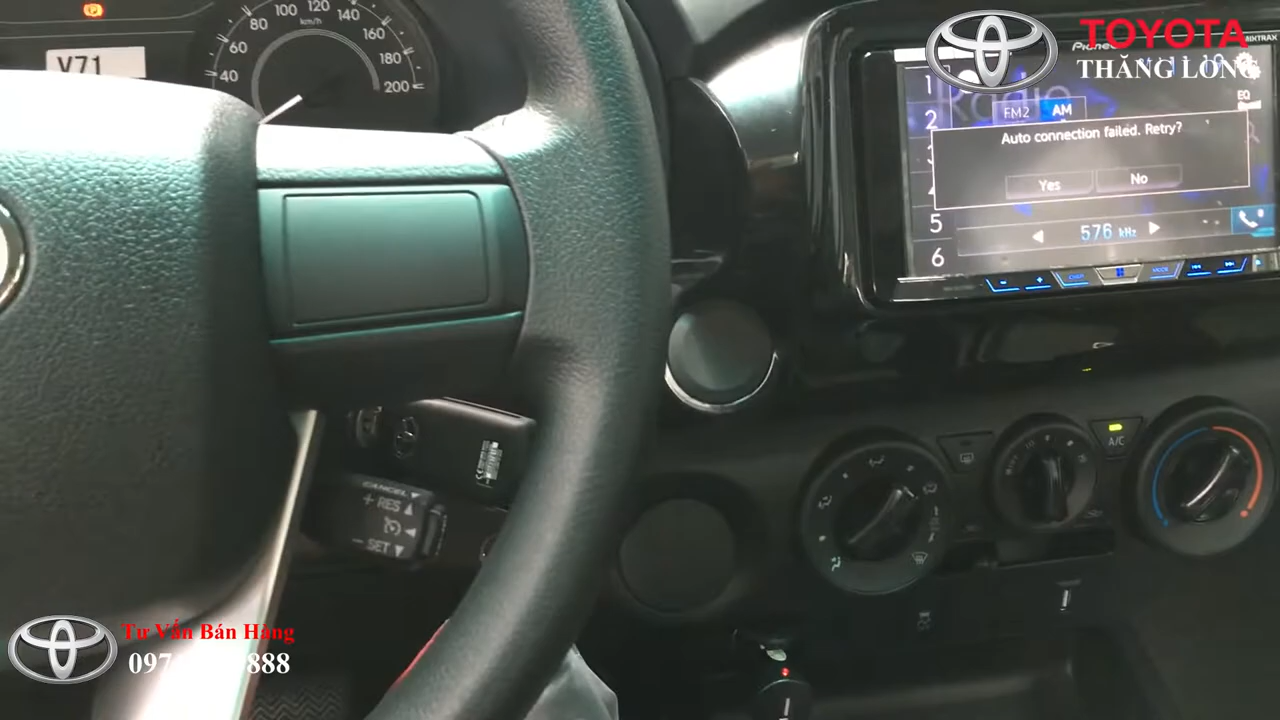 100 120
80 km/h 140
60 160
180
40 200
V71
Pioneer
MIXTRAK
TOYOTA
THĂNG LONG
Radio
EQ
FM2 AM
Auto connection failed. Retry?
Yes No
576 kHz
1
2
5
6
A/C
CANCEL
+ RES
- SET
Tư Vấn Bán Hàng
888